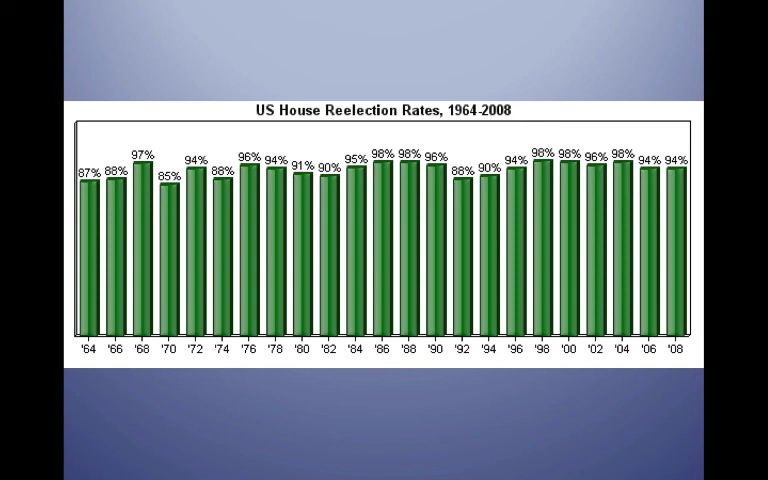 US House Reelection Rates, 1964-2008
87% 88% 97% 85% 94% 88% 96% 94% 91% 90% 95% 98% 98% 96% 88% 90% 94% 98% 98% 96% 98% 94% 94%
'64 '66 '68 '70 '72 '74 '76 '78 '80 '82 '84 '86 '88 '90 '92 '94 '96 '98 '00 '02 '04 '06 '08